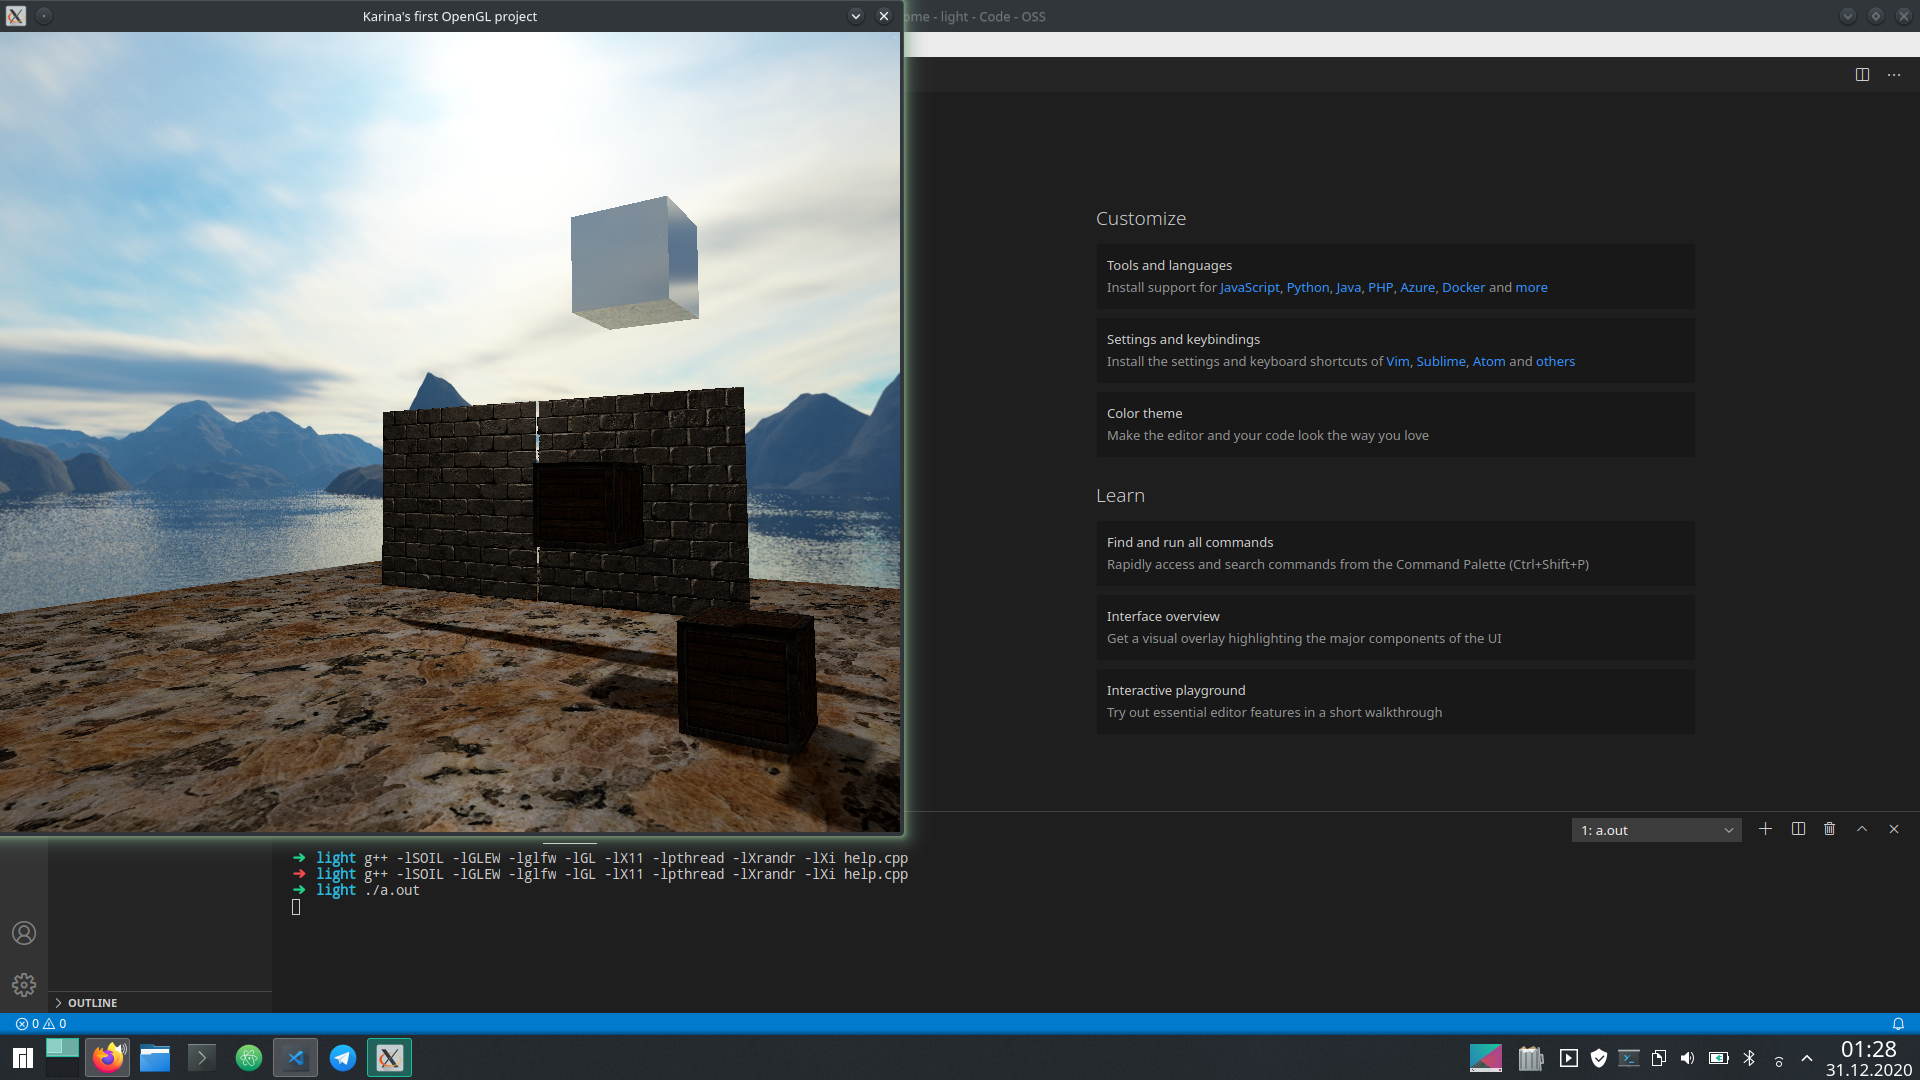 Karina's first OpenGL project
ome - light - Code - OSS
Customize
Tools and languages
Install support for JavaScript, Python, Java, PHP, Azure, Docker and more
Settings and keybindings
Install the settings and keyboard shortcuts of Vim, Sublime, Atom and others
Color theme
Make the editor and your code look the way you love
Learn
Find and run all commands
Rapidly access and search commands from the Command Palette (Ctrl+Shift+P)
Interface overview
Get a visual overlay highlighting the major components of the UI
Interactive playground
Try out essential editor features in a short walkthrough
1: a.out
➜ light g++ -lSOIL -lGLEW -lglfw -lGL -lX11 -lpthread -lXrandr -lXi help.cpp
➜ light g++ -lSOIL -lGLEW -lglfw -lGL -lX11 -lpthread -lXrandr -lXi help.cpp
➜ light ./a.out
OUTLINE
0 0
01:28
31.12.2020